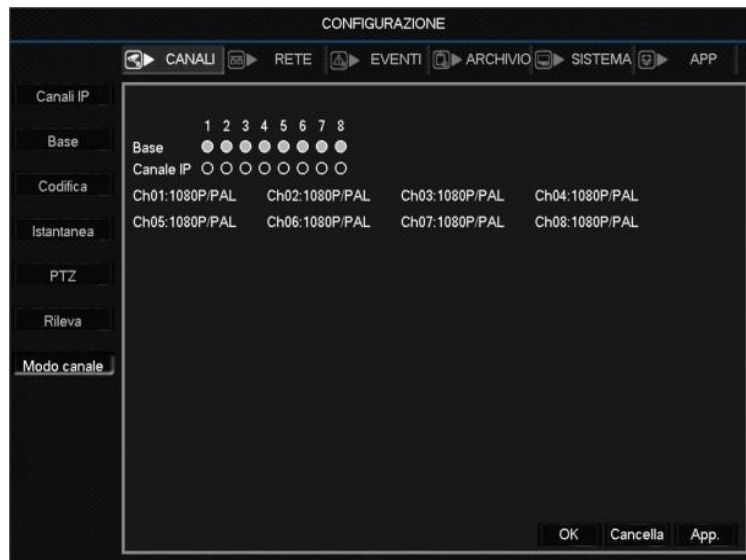 CONFIGURAZIONE
CANALI RETE EVENTI ARCHIVIO SISTEMA APP
Canali IP
Base
Codifica
Istantanea
PTZ
Rileva
Modo canale
1 2 3 4 5 6 7 8
Base
Canale IP
Ch01:1080P/PAL Ch02:1080P/PAL Ch03:1080P/PAL Ch04:1080P/PAL
Ch05:1080P/PAL Ch06:1080P/PAL Ch07:1080P/PAL Ch08:1080P/PAL
OK Cancella App.